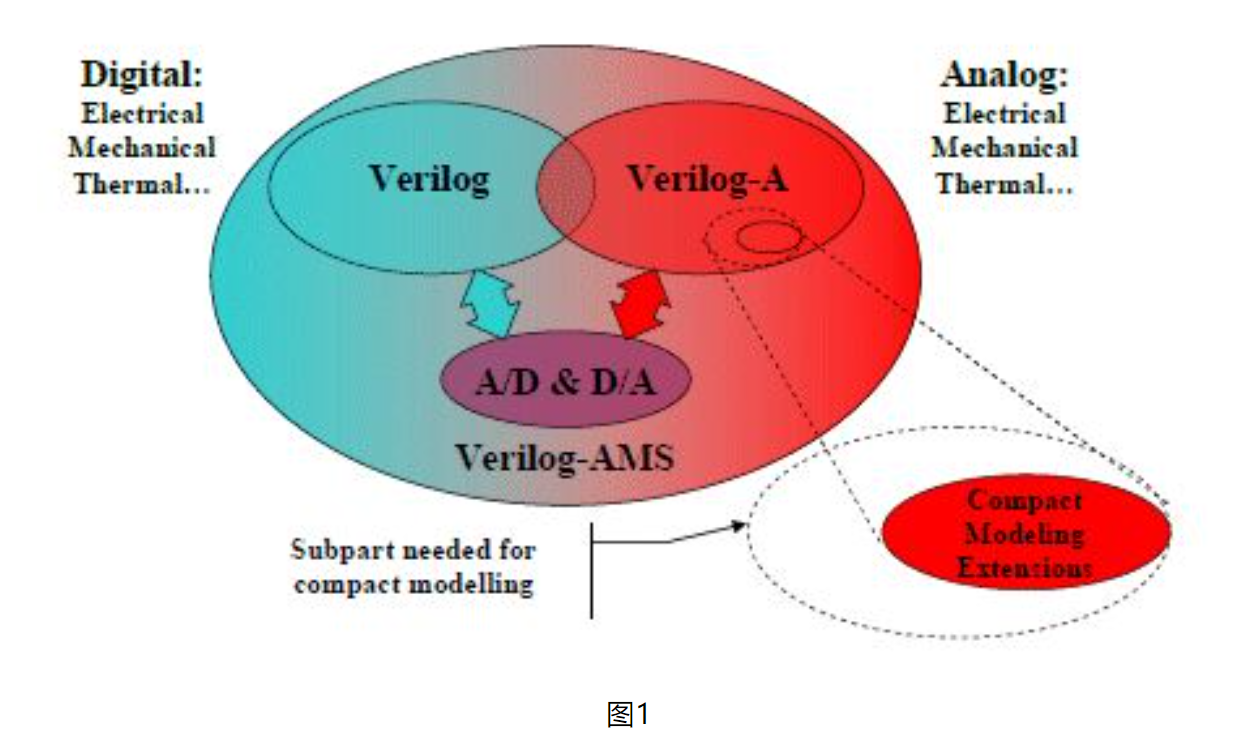 Digital:
Electrical
Mechanical
Thermal...
Analog:
Electrical
Mechanical
Thermal...
Verilog
Verilog-A
A/D & D/A
Verilog-AMS
Subpart needed for
compact modelling
Compact
Modeling
Extensions
图1